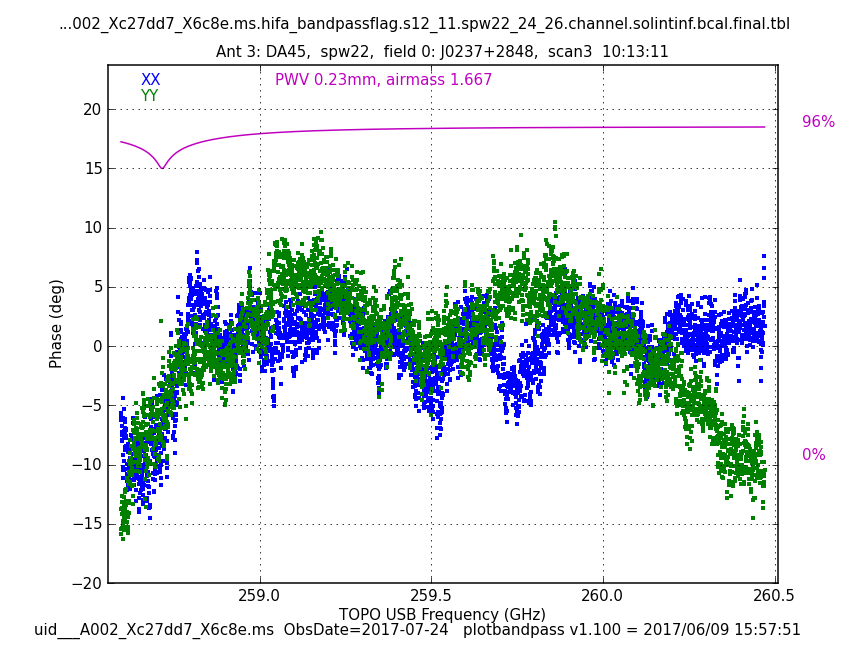 ...002_Xc27dd7_X6c8e.ms.hifa_bandpassflag.s12_11.spw22_24_26.channel.solintinf.bcal.final.tbl
Ant 3: DA45,  spw22,  field 0: J0237+2848,  scan3  10:13:11
XX
PWV 0.23mm, airmass 1.667
YY
20
96%
15
10
5
Phase (deg)
0
−5
0%
−10
−15
−20
259.0 259.5 260.0 260.5
TOPO USB Frequency (GHz)
uid___A002_Xc27dd7_X6c8e.ms  ObsDate=2017-07-24   plotbandpass v1.100 = 2017/06/09 15:57:51